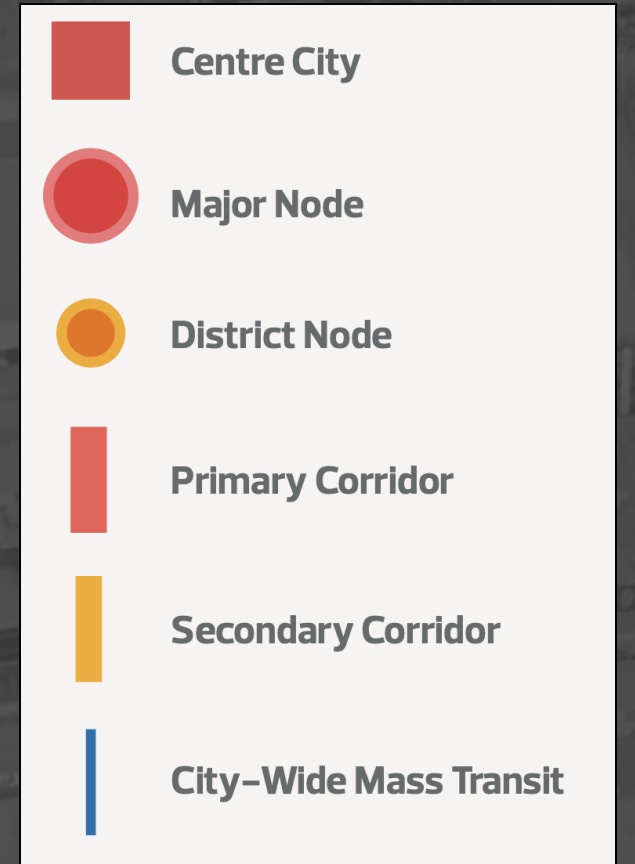 Centre City
Major Node
District Node
Primary Corridor
Secondary Corridor
City–Wide Mass Transit